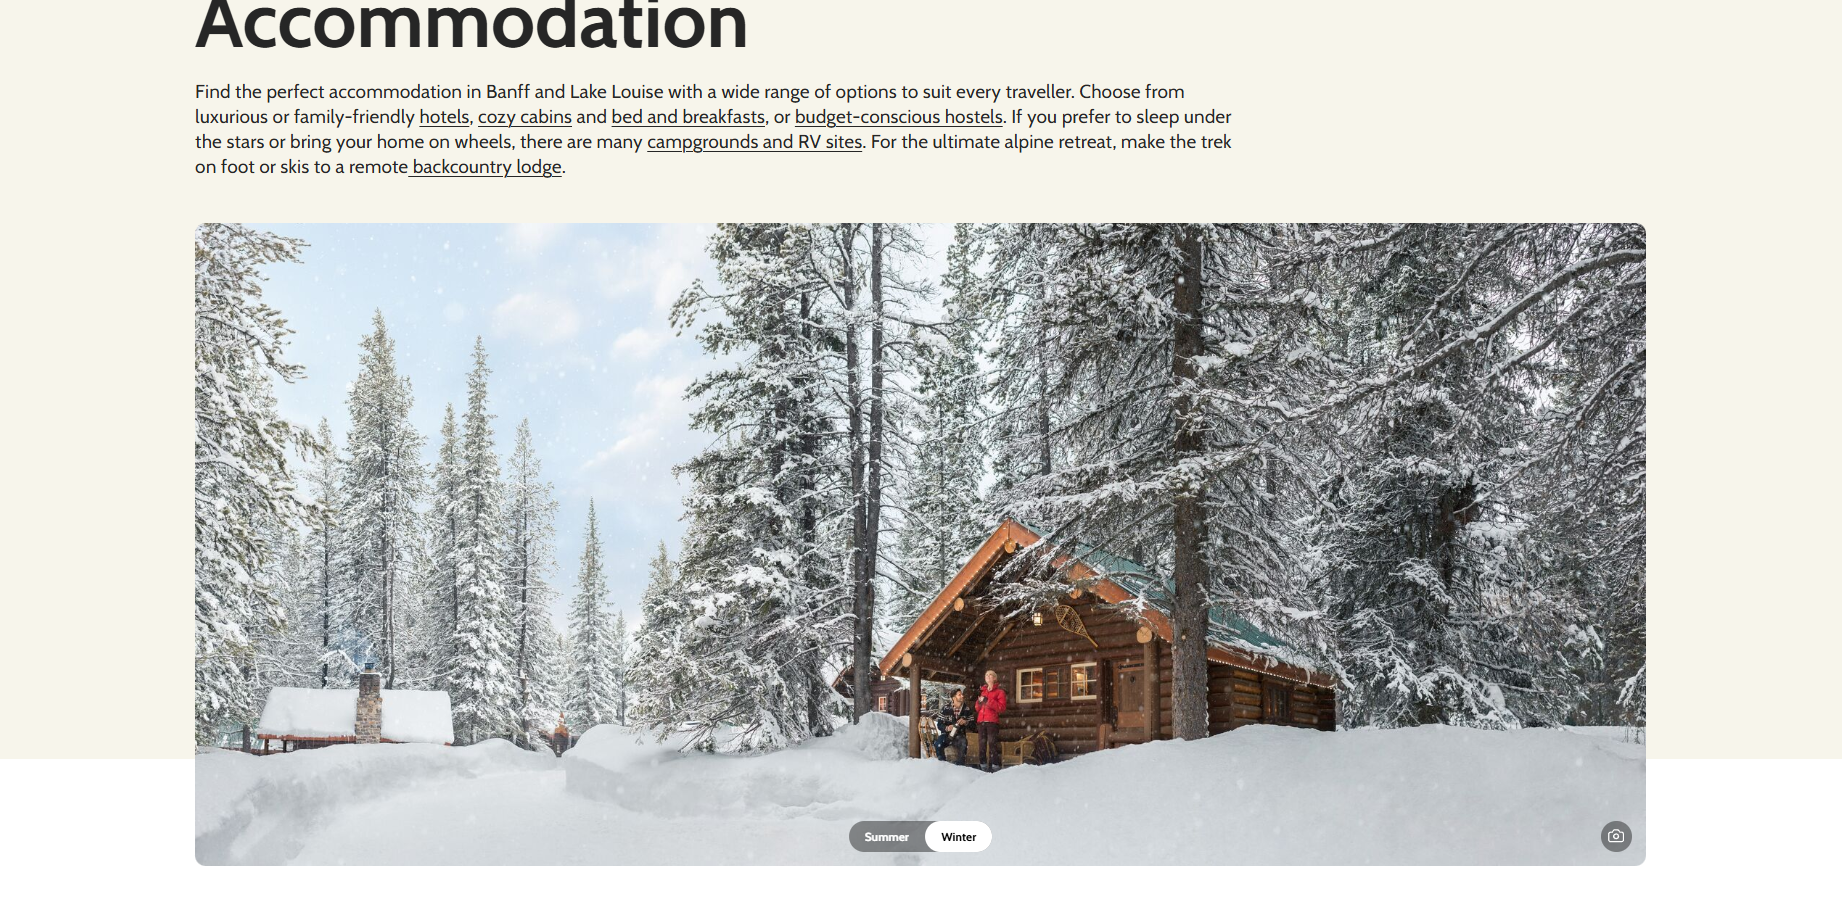 Accommodation
Find the perfect accommodation in Banff and Lake Louise with a wide range of options to suit every traveller. Choose from
luxurious or family-friendly hotels, cozy cabins and bed and breakfasts, or budget-conscious hostels. If you prefer to sleep under
the stars or bring your home on wheels, there are many campgrounds and RV sites. For the ultimate alpine retreat, make the trek
on foot or skis to a remote backcountry lodge.
Summer Winter